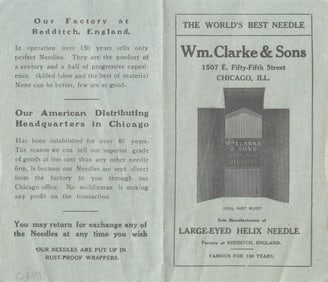 Our Factory at
Redditch, England.
In operation over 150 years sells only
perfect Needles. They are the product of
a century and a half of progressive experi-
ence, skilled labor and the best of material
None can be better, few are as good.
Our American Distributing
Headquarters in Chicago
Has been established for over 40 years.
The reason we can sell our superior grade
of goods at less cost than any other needle
firm, is because our Needles are sent direct
from the factory to you through our
Chicago office. No middleman is making
any profit on the transaction.
You may return for exchange any of
the Needles at any time you wish
OUR NEEDLES ARE PUT UP IN
RUST-PROOF WRAPPERS.
THE WORLD'S BEST NEEDLE
Wm. Clarke & Sons
1507 E. Fifty-Fifth Street
CHICAGO, ILL.
WM. CLARKE
& SONS
WILL NOT RUST
Sole Manufacturers of
LARGE-EYED HELIX NEEDLE
Factory at REDDITCH, ENGLAND.
FAMOUS FOR 150 YEARS.